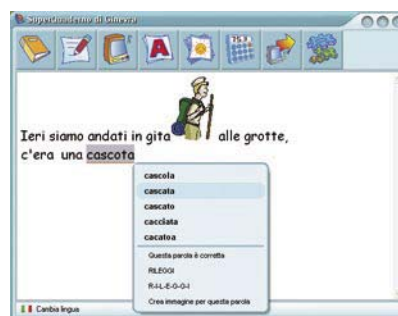 SuperQuaderno di Ginevra
Ieri siamo andati in gita alle grotte,
c'era una cascota
cascola
cascata
cascato
cacciata
cacatoa
Questa parola è corretta
RILEGGI
R-I-L-E-G-G-I
Crea immagine per questa parola
Cambia lingua